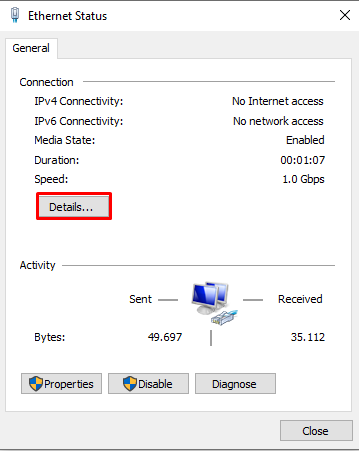 Ethernet Status
General
Connection
IPv4 Connectivity: No Internet access
IPv6 Connectivity: No network access
Media State: Enabled
Duration: 00:01:07
Speed: 1.0 Gbps
Details...
Activity
Sent Received
Bytes: 49.697 35.112
Properties Disable Diagnose
Close